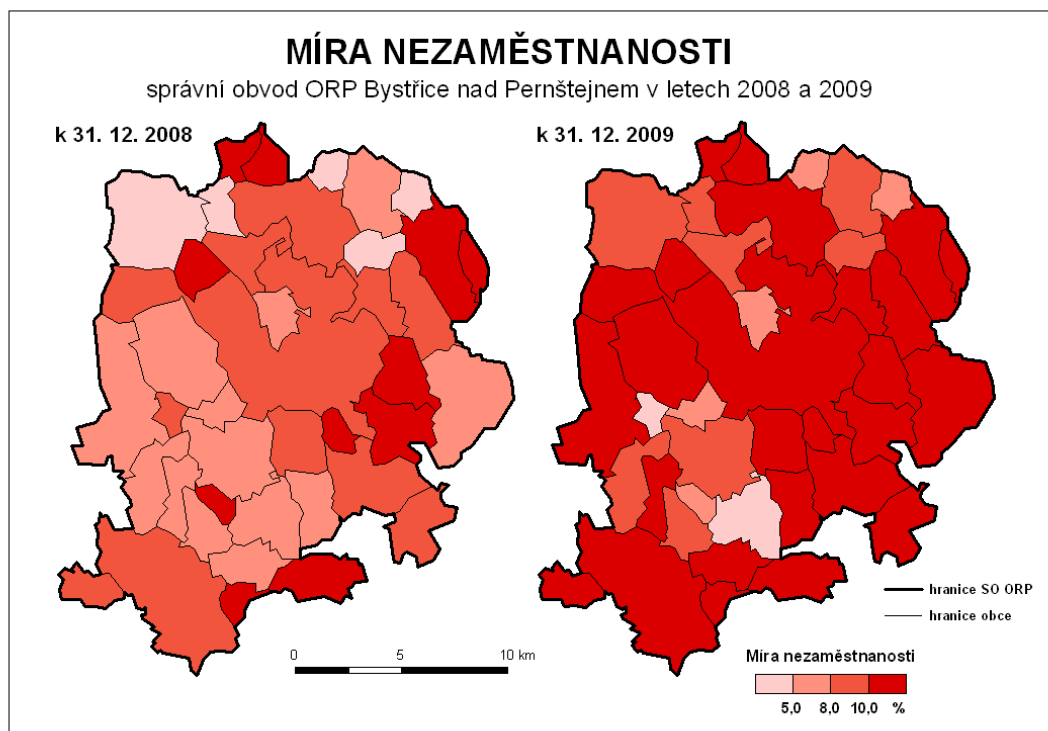 MÍRA NEZAMĚSTNANOSTI
správní obvod ORP Bystřice nad Pernštejnem v letech 2008 a 2009
k 31. 12. 2008
k 31. 12. 2009
hranice SO ORP
hranice obce
0 5 10 km
Míra nezaměstnanosti
5,0 8,0 10,0 %